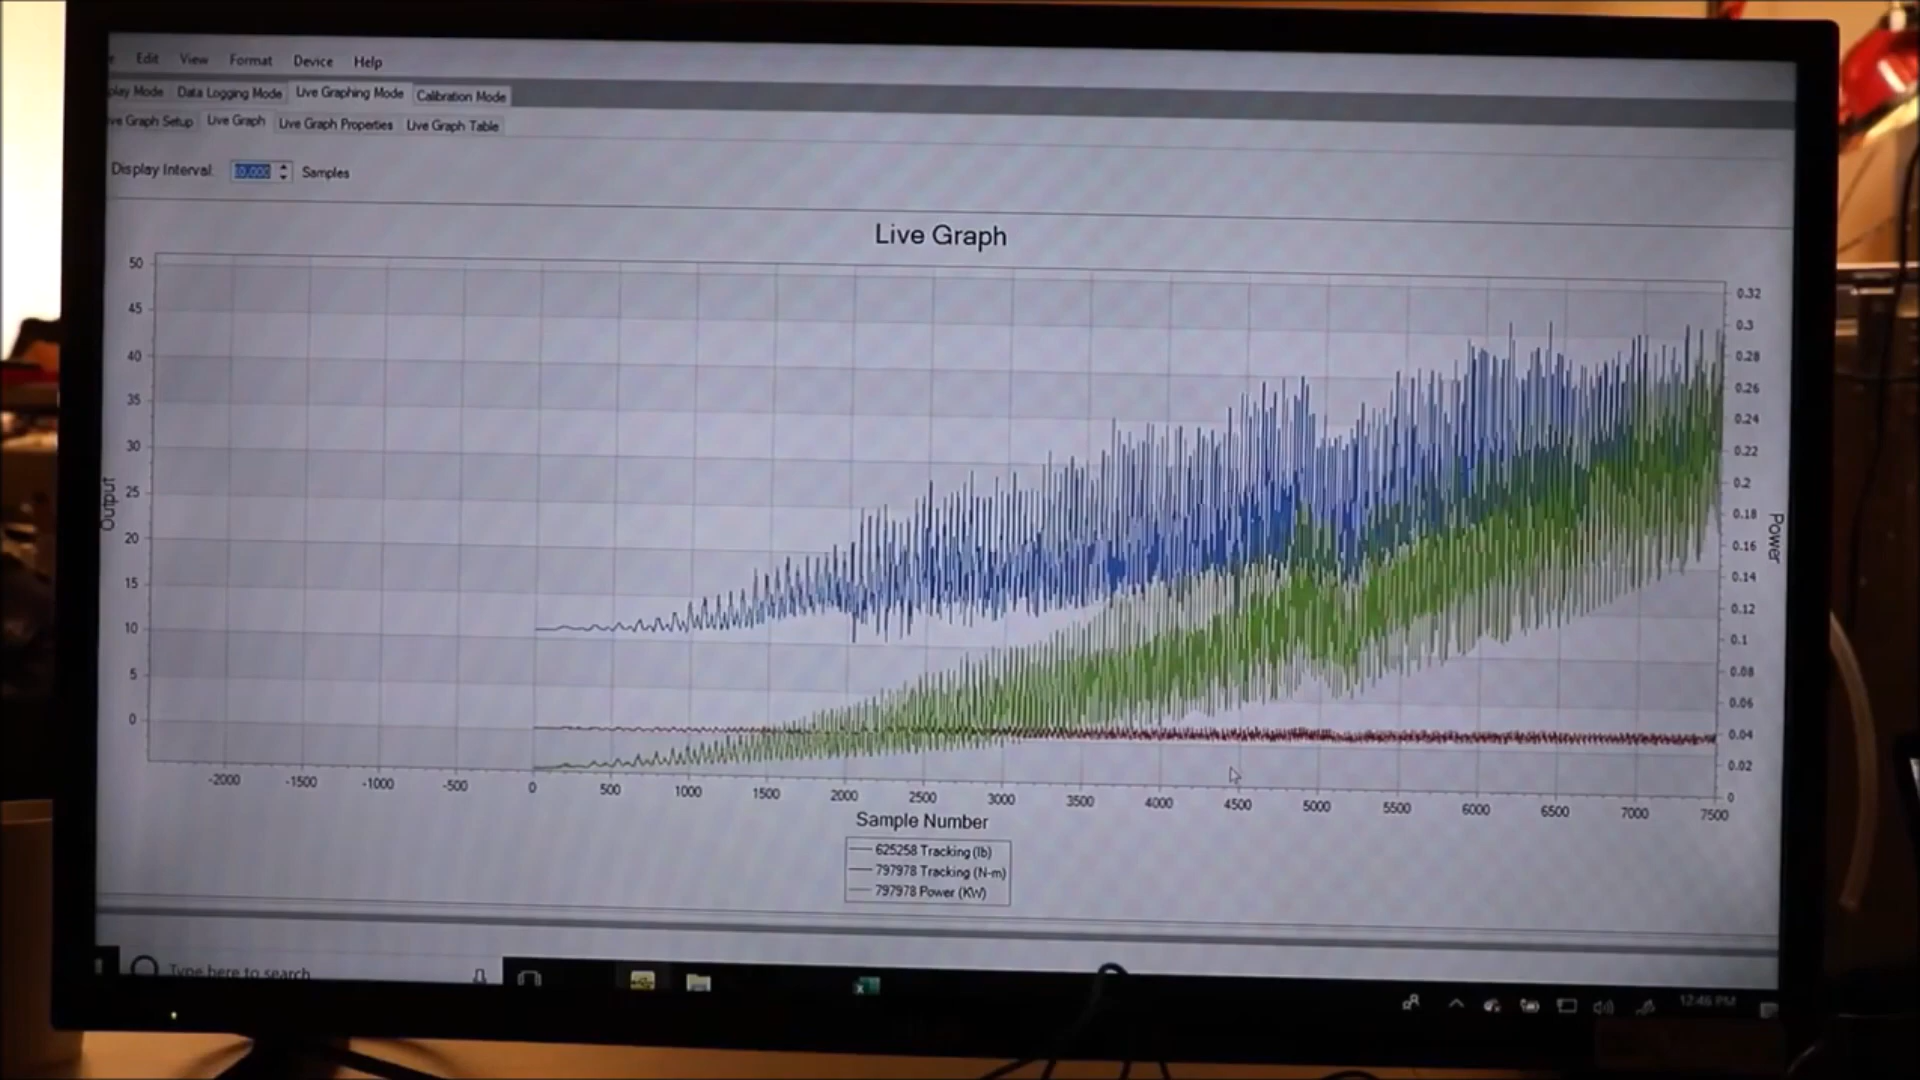 Edit View Format Device Help
Data Logging Mode Live Graphing Mode Calibration Mode
Graph Setup Live Graph Live Graph Properties Live Graph Table
Display Interval: Samples
Live Graph
50
45
40
35
30
25
20
15
10
5
0
Output
0.32
0.3
0.28
0.26
0.24
0.22
0.2
0.18
0.16
0.14
0.12
0.1
0.08
0.06
0.04
0.02
0
Power
-2000 -1500 -1000 -500 0 500 1000 1500 2000 2500 3000 3500 4000 4500 5000 5500 6000 6500 7000 7500
Sample Number
625258 Tracking (lb)
797978 Tracking (N-m)
797978 Power (KW)
Type here to search
12:46 PM